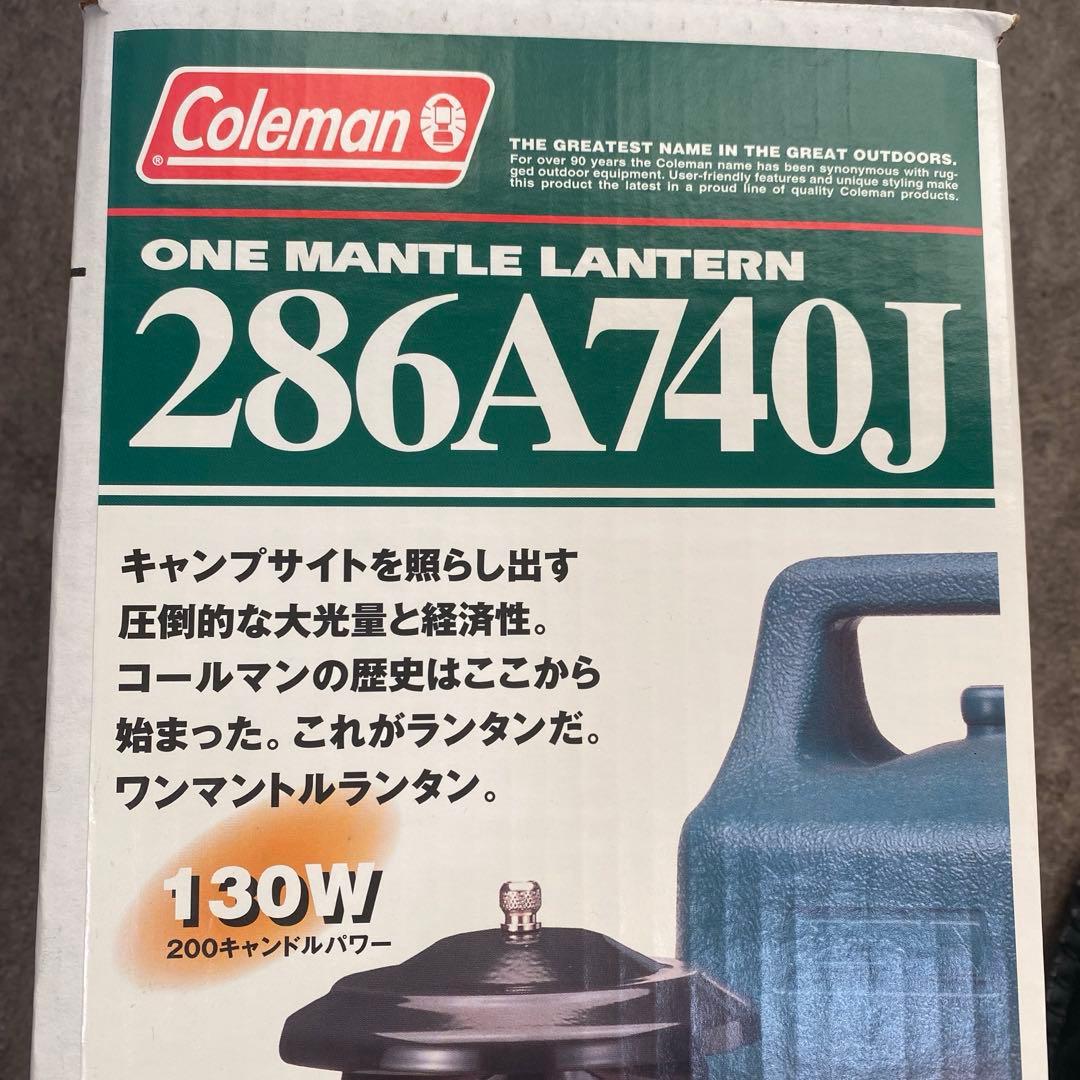 Coleman
®
THE GREATEST NAME IN THE GREAT OUTDOORS.
For over 90 years the Coleman name has been synonymous with rug-
ged outdoor equipment. User-friendly features and unique styling make
this product the latest in a proud line of quality Coleman products.
ONE MANTLE LANTERN
286A740J
キャンプサイトを照らし出す
圧倒的な大光量と経済性。
コールマンの歴史はここから
始まった。これがランタンだ。
ワンマントルランタン。
130W
200キャンドルパワー